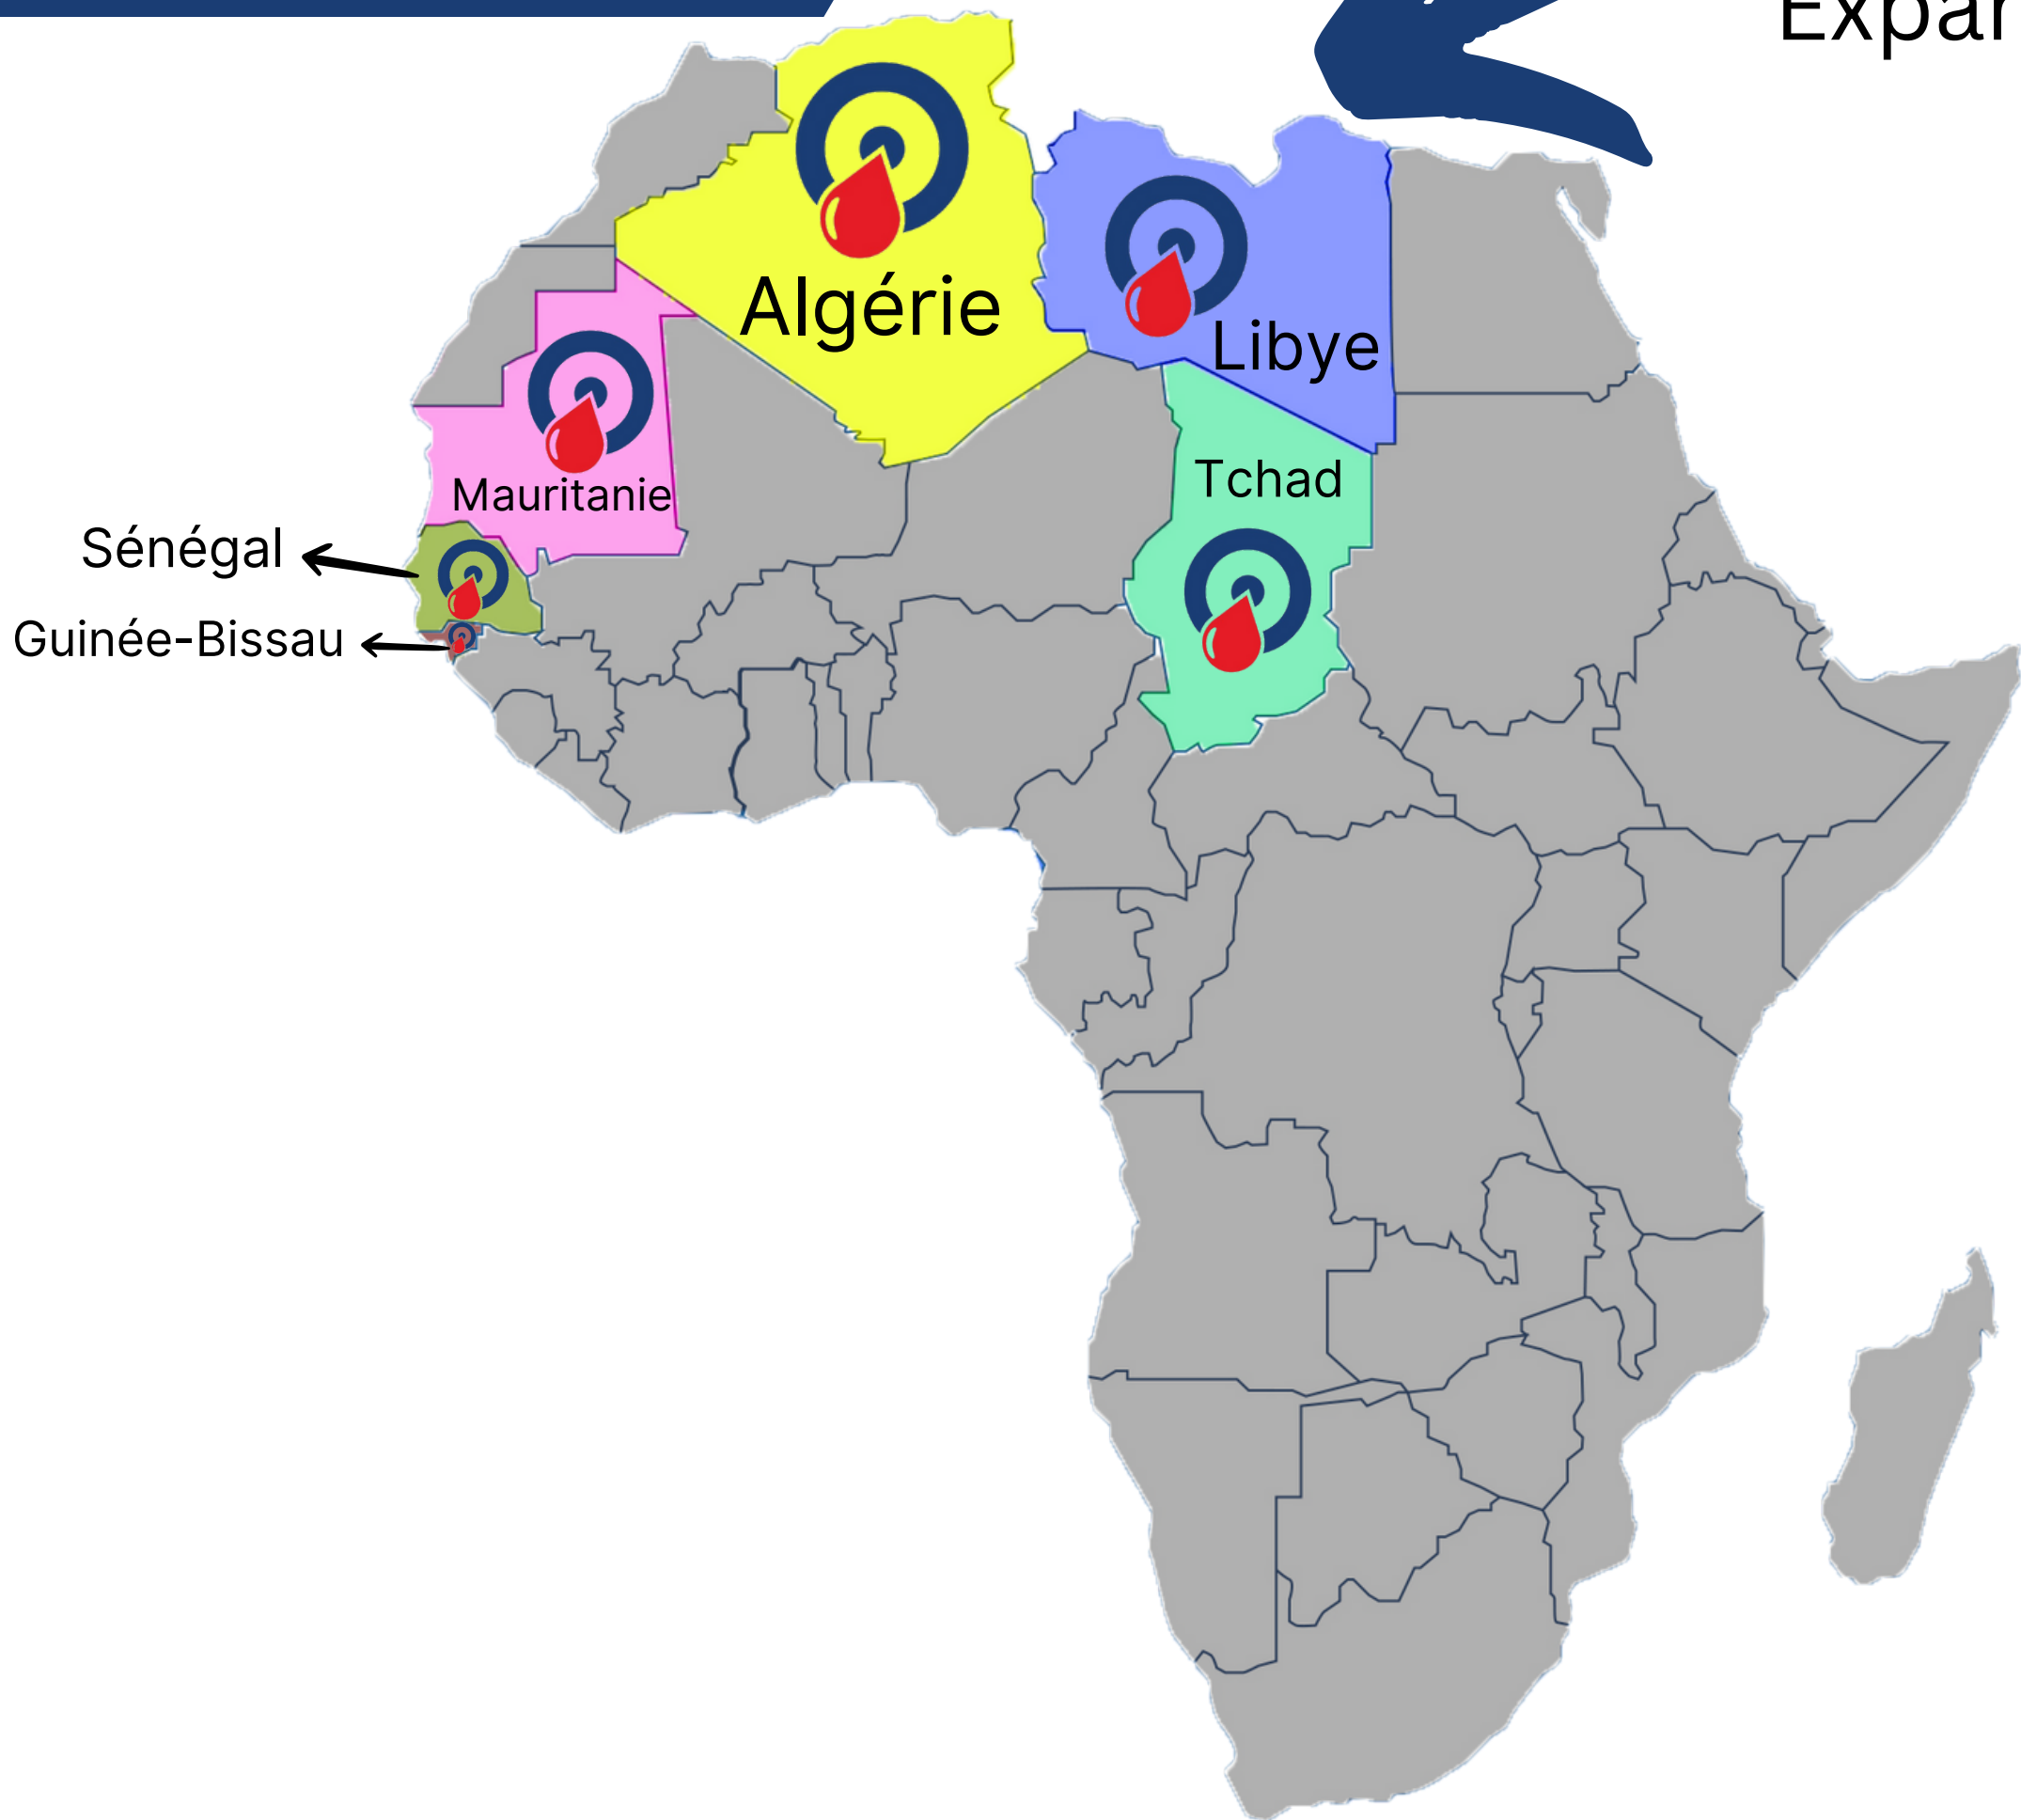 Algérie
Libye
Tchad
Mauritanie
Sénégal
Guinée-Bissau